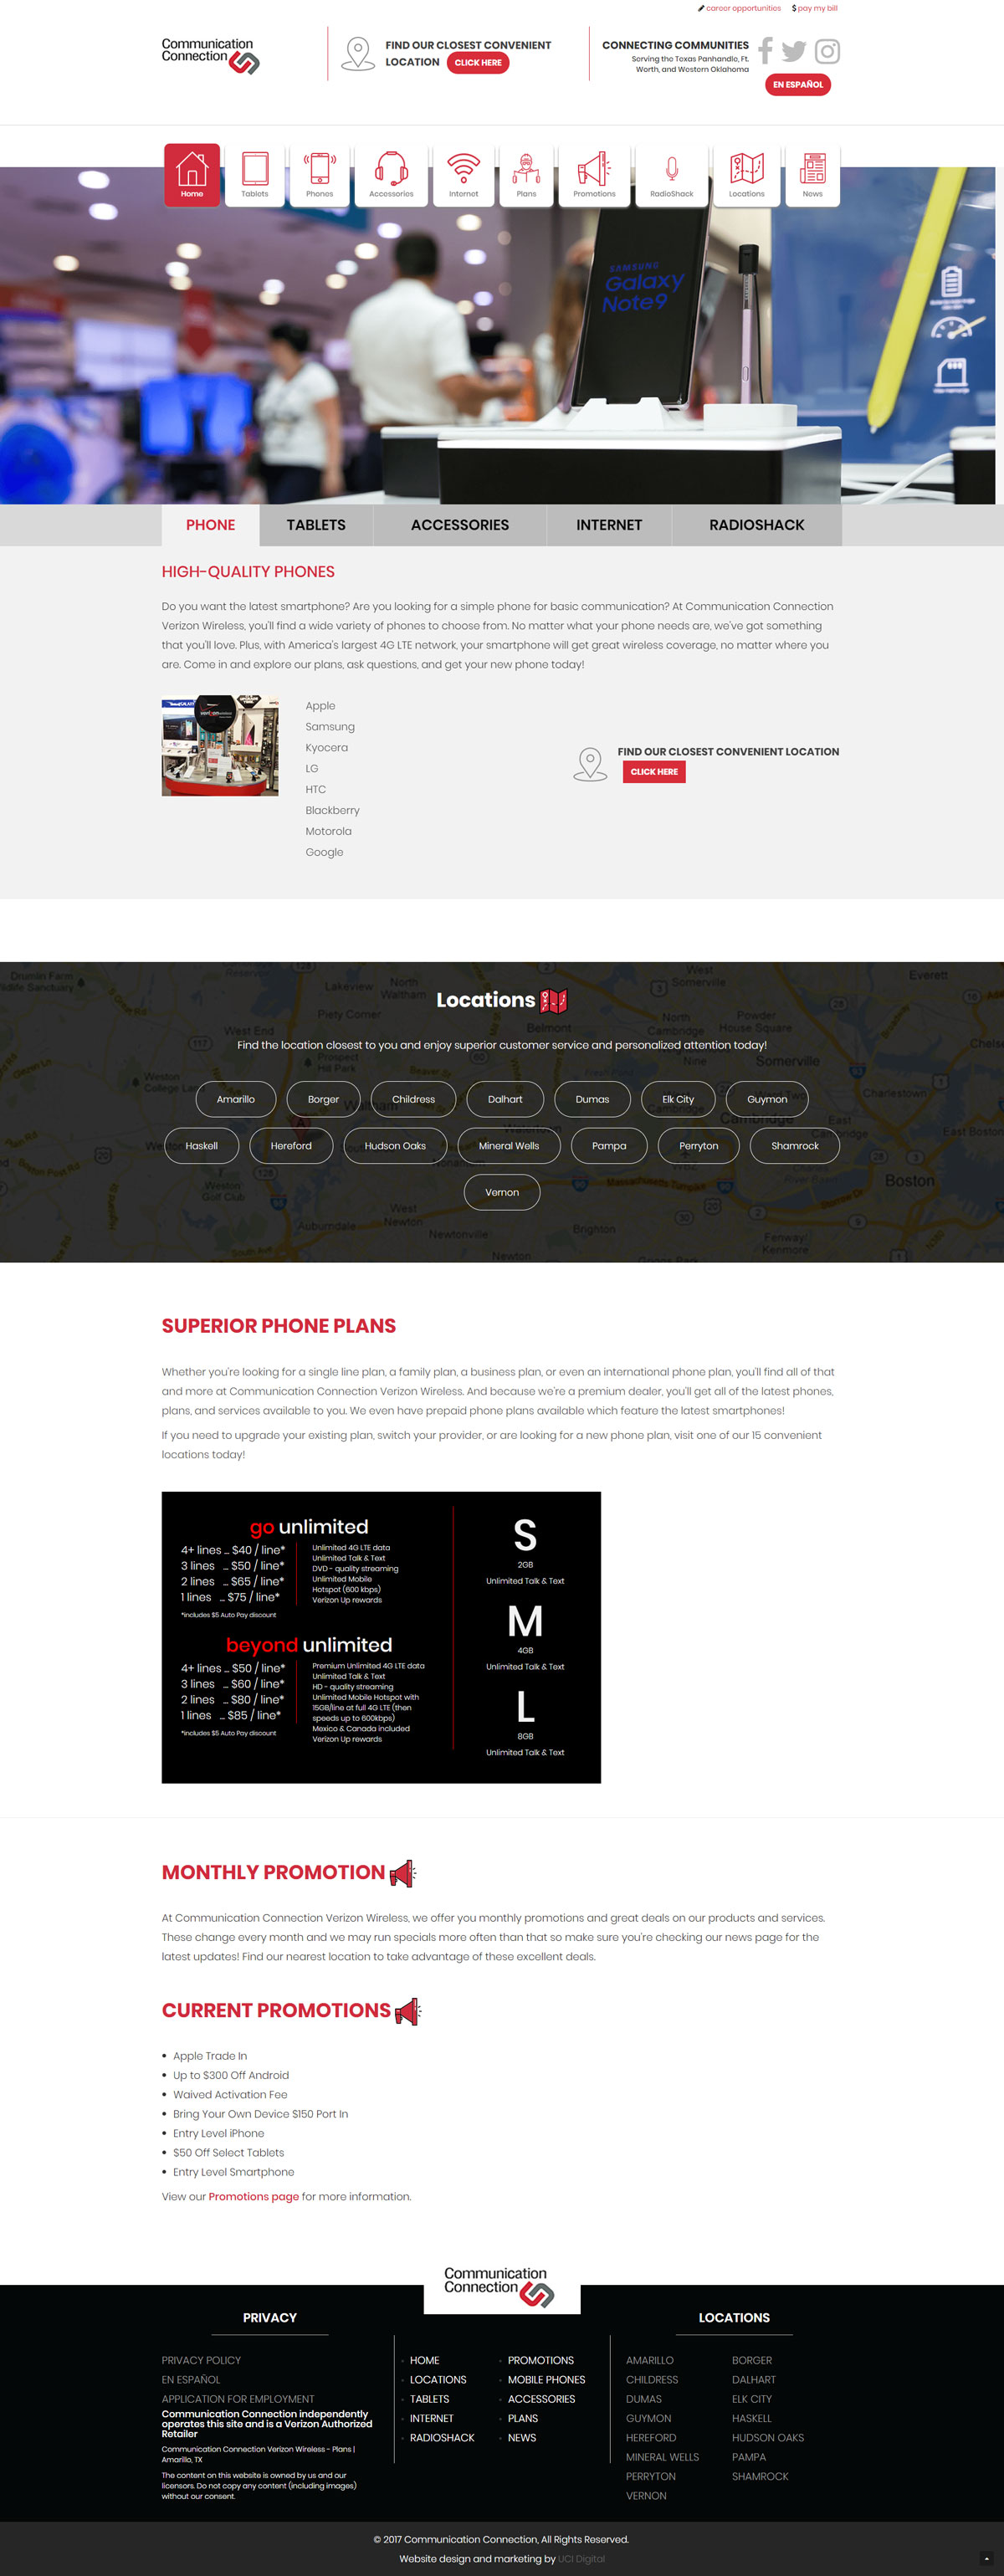 career opportunities $ pay my bill
Communication
Connection
FIND OUR CLOSEST CONVENIENT
LOCATION CLICK HERE
CONNECTING COMMUNITIES
Serving the Texas Panhandle, Ft.
Worth, and Western Oklahoma
EN ESPAÑOL
Home Tablets Phones Accessories Internet Plans Promotions RadioShack Locations News
SAMSUNG
Galaxy
Note9
PHONE TABLETS ACCESSORIES INTERNET RADIOSHACK
HIGH-QUALITY PHONES
Do you want the latest smartphone? Are you looking for a simple phone for basic communication? At Communication Connection
Verizon Wireless, you'll find a wide variety of phones to choose from. No matter what your phone needs are, we've got something
that you'll love. Plus, with America's largest 4G LTE network, your smartphone will get great wireless coverage, no matter where you
are. Come in and explore our plans, ask questions, and get your new phone today!
Apple
Samsung
Kyocera
LG
HTC
Blackberry
Motorola
Google
FIND OUR CLOSEST CONVENIENT LOCATION
CLICK HERE
Locations
Find the location closest to you and enjoy superior customer service and personalized attention today!
Amarillo Borger Childress Dalhart Dumas Elk City Guymon
Haskell Hereford Hudson Oaks Mineral Wells Pampa Perryton Shamrock
Vernon
SUPERIOR PHONE PLANS
Whether you're looking for a single line plan, a family plan, a business plan, or even an international phone plan, you'll find all of that
and more at Communication Connection Verizon Wireless. And because we're a premium dealer, you'll get all of the latest phones,
plans, and services available to you. We even have prepaid phone plans available which feature the latest smartphones!
If you need to upgrade your existing plan, switch your provider, or are looking for a new phone plan, visit one of our 15 convenient
locations today!
go unlimited
4+ lines ... $40 / line*
3 lines ... $50 / line*
2 lines ... $65 / line*
1 lines ... $75 / line*
*includes $5 Auto Pay discount
Unlimited 4G LTE data
Unlimited Talk & Text
DVD - quality streaming
Unlimited Mobile
Hotspot (600 kbps)
Verizon Up rewards
beyond unlimited
4+ lines ... $50 / line*
3 lines ... $60 / line*
2 lines ... $80 / line*
1 lines ... $85 / line*
*includes $5 Auto Pay discount
Premium Unlimited 4G LTE data
Unlimited Talk & Text
HD - quality streaming
Unlimited Mobile Hotspot with
15GB/line at full 4G LTE (then
speeds up to 600kbps)
Mexico & Canada included
Verizon Up rewards
S
2GB
Unlimited Talk & Text
M
4GB
Unlimited Talk & Text
L
8GB
Unlimited Talk & Text
MONTHLY PROMOTION
At Communication Connection Verizon Wireless, we offer you monthly promotions and great deals on our products and services.
These change every month and we may run specials more often than that so make sure you're checking our news page for the
latest updates! Find our nearest location to take advantage of these excellent deals.
CURRENT PROMOTIONS
• Apple Trade In
• Up to $300 Off Android
• Waived Activation Fee
• Bring Your Own Device $150 Port In
• Entry Level iPhone
• $50 Off Select Tablets
• Entry Level Smartphone
View our Promotions page for more information.
Communication
Connection
PRIVACY
PRIVACY POLICY
EN ESPAÑOL
APPLICATION FOR EMPLOYMENT
Communication Connection independently
operates this site and is a Verizon Authorized
Retailer
Communication Connection Verizon Wireless - Plans |
Amarillo, TX
The content on this website is owned by us and our
licensors. Do not copy any content (including images)
without our consent.
HOME PROMOTIONS
LOCATIONS MOBILE PHONES
TABLETS ACCESSORIES
INTERNET PLANS
RADIOSHACK NEWS
LOCATIONS
AMARILLO BORGER
CHILDRESS DALHART
DUMAS ELK CITY
GUYMON HASKELL
HEREFORD HUDSON OAKS
MINERAL WELLS PAMPA
PERRYTON SHAMROCK
VERNON
© 2017 Communication Connection, All Rights Reserved.
Website design and marketing by UCI Digital